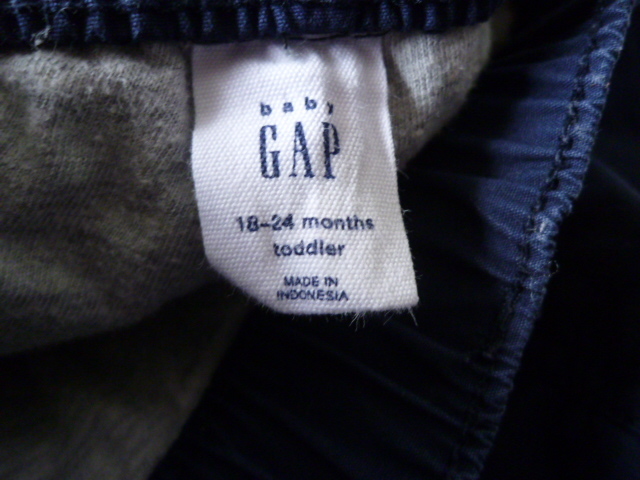 baby
GAP
18-24 months
toddler
MADE IN
INDONESIA